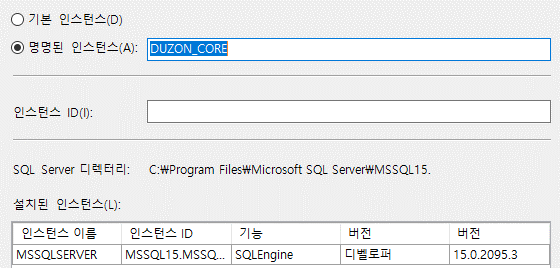 기본 인스턴스(D)
명명된 인스턴스(A): DUZON_CORE
인스턴스 ID(I):
SQL Server 디렉터리: C:₩Program Files₩Microsoft SQL Server₩MSSQL15.
설치된 인스턴스(L):
인스턴스 이름 인스턴스 ID 기능 버전 버전
MSSQLSERVER MSSQL15.MSSQ... SQLEngine 디벨로퍼 15.0.2095.3